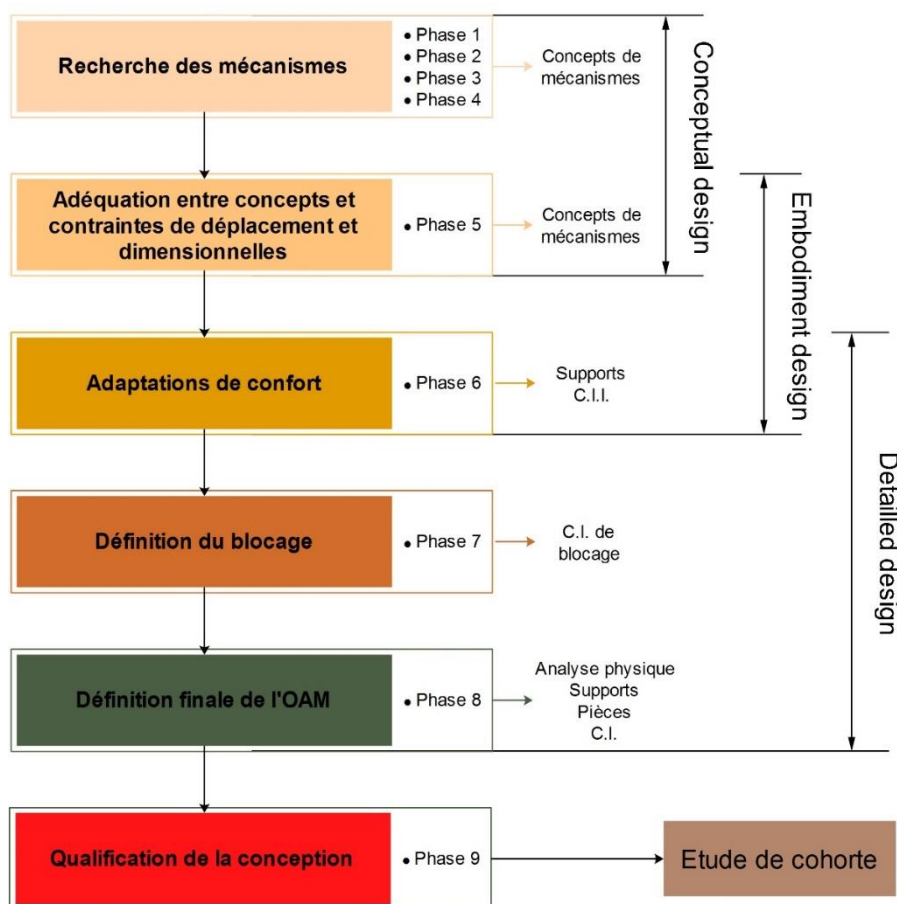 Recherche des mécanismes
• Phase 1
• Phase 2
• Phase 3
• Phase 4
Concepts de
mécanismes
Conceptual design
Adéquation entre concepts et
contraintes de déplacement et
dimensionnelles
• Phase 5
Concepts de
mécanismes
Embodiment design
Adaptations de confort
• Phase 6
Supports
C.I.I.
Detailled design
Définition du blocage
• Phase 7
C.I. de
blocage
Définition finale de l'OAM
• Phase 8
Analyse physique
Supports
Pièces
C.I.
Qualification de la conception
• Phase 9
Etude de cohorte